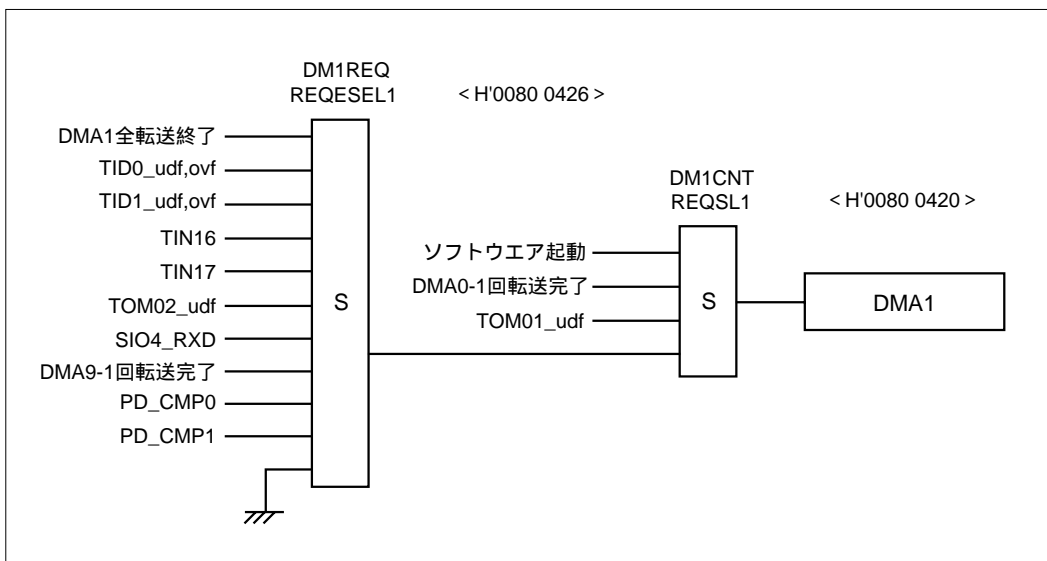 DM1REQ
REQESEL1
< H'0080 0426 >
DMA1全転送終了
TID0_udf,ovf
TID1_udf,ovf
TIN16
TIN17
TOM02_udf
SIO4_RXD
DMA9-1回転送完了
PD_CMP0
PD_CMP1
S
DM1CNT
REQSL1
< H'0080 0420 >
ソフトウエア起動
DMA0-1回転送完了
TOM01_udf
S
DMA1